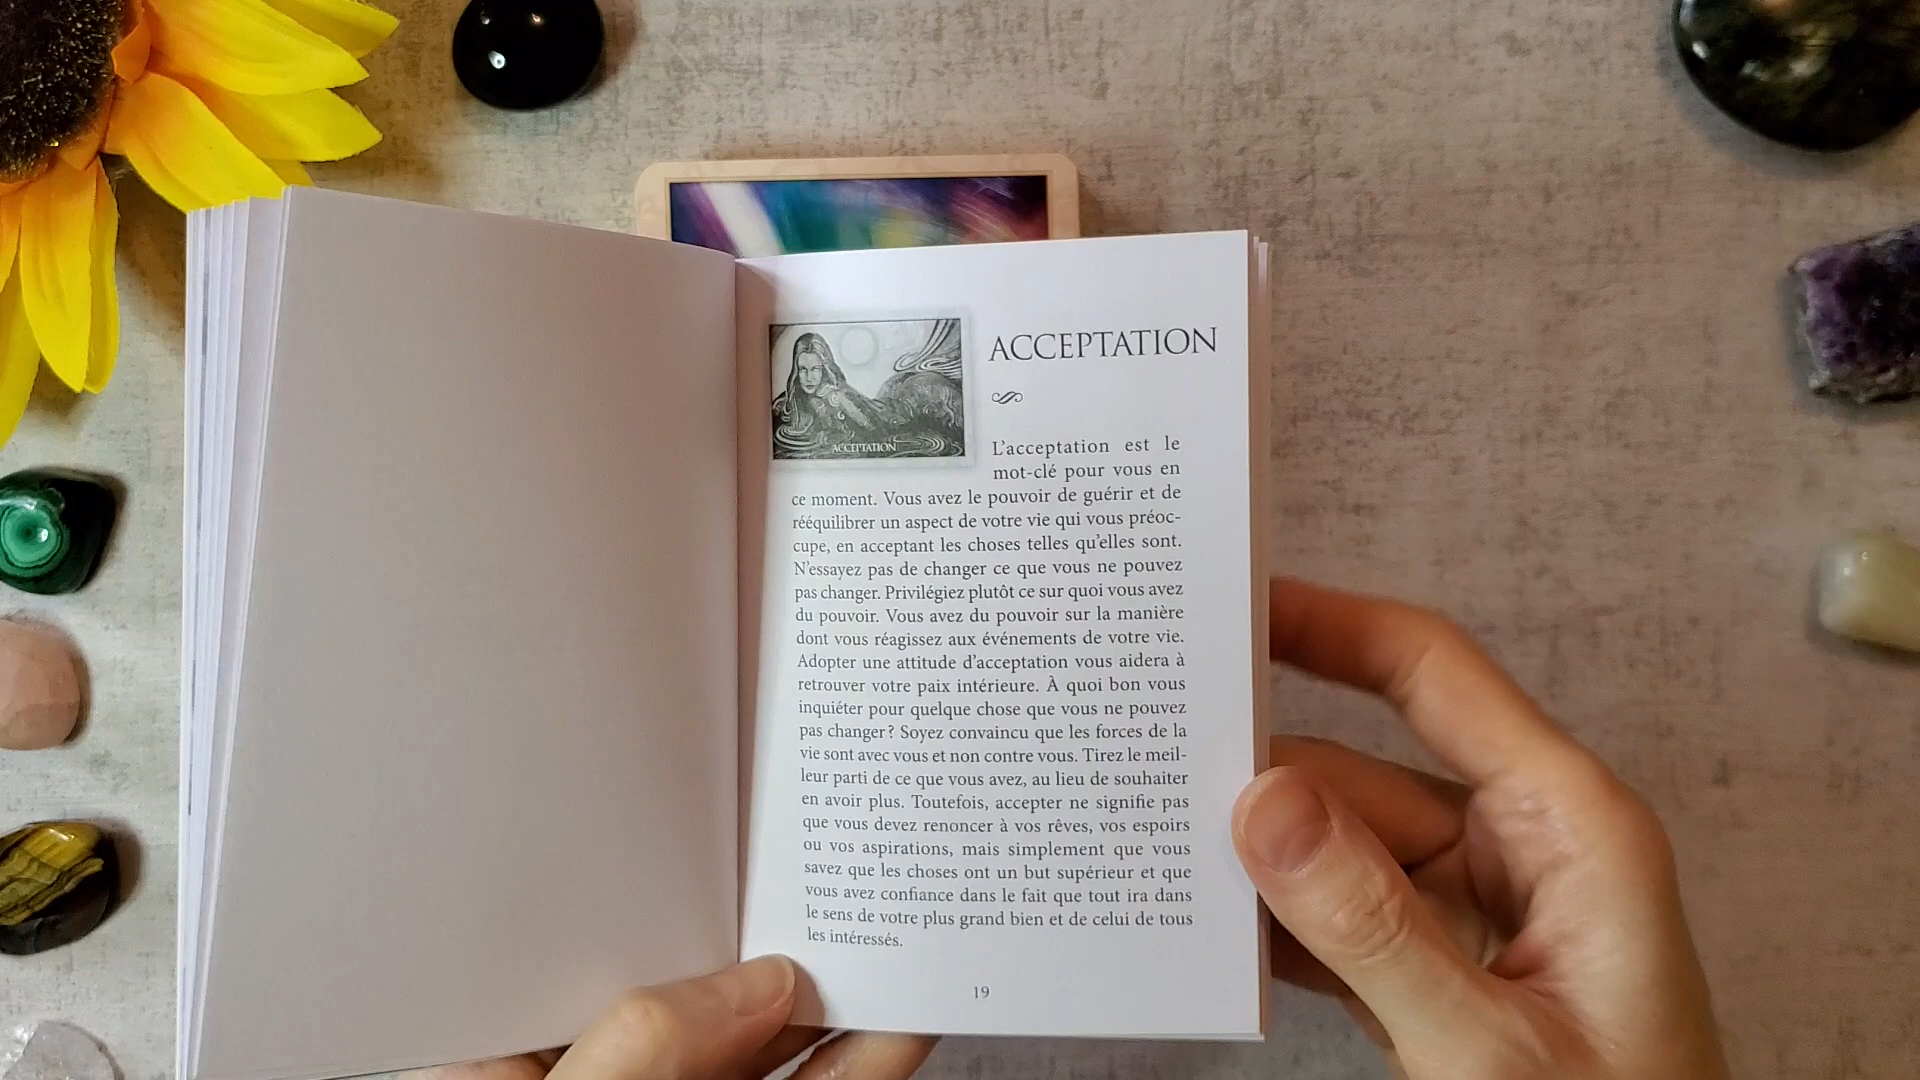 ACCEPTATION
ACCEPTATION
L'acceptation est le
mot-clé pour vous en
ce moment. Vous avez le pouvoir de guérir et de
rééquilibrer un aspect de votre vie qui vous préoc-
cupe, en acceptant les choses telles qu'elles sont.
N'essayez pas de changer ce que vous ne pouvez
pas changer. Privilégiez plutôt ce sur quoi vous avez
du pouvoir. Vous avez du pouvoir sur la manière
dont vous réagissez aux événements de votre vie.
Adopter une attitude d'acceptation vous aidera à
retrouver votre paix intérieure. À quoi bon vous
inquiéter pour quelque chose que vous ne pouvez
pas changer ? Soyez convaincu que les forces de la
vie sont avec vous et non contre vous. Tirez le meil-
leur parti de ce que vous avez, au lieu de souhaiter
en avoir plus. Toutefois, accepter ne signifie pas
que vous devez renoncer à vos rêves, vos espoirs
ou vos aspirations, mais simplement que vous
savez que les choses ont un but supérieur et que
vous avez confiance dans le fait que tout ira dans
le sens de votre plus grand bien et de celui de tous
les intéressés.
19